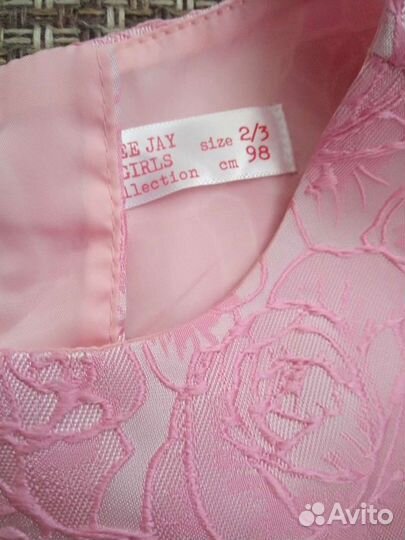 EE JAY
GIRLS
llection
size 2/3
cm 98
Avito